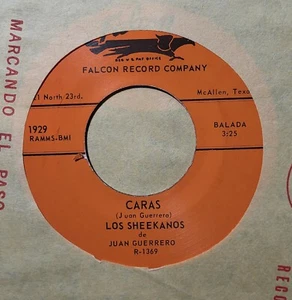 MARCANDO EL PASO
FALCON RECORD COMPANY
North 23rd.
McAllen, Texas
1929
RAMMS-BMI
BALADA
3:25
CARAS
(Juan Guerrero)
LOS SHEEKANOS
de
JUAN GUERRERO
R-1369